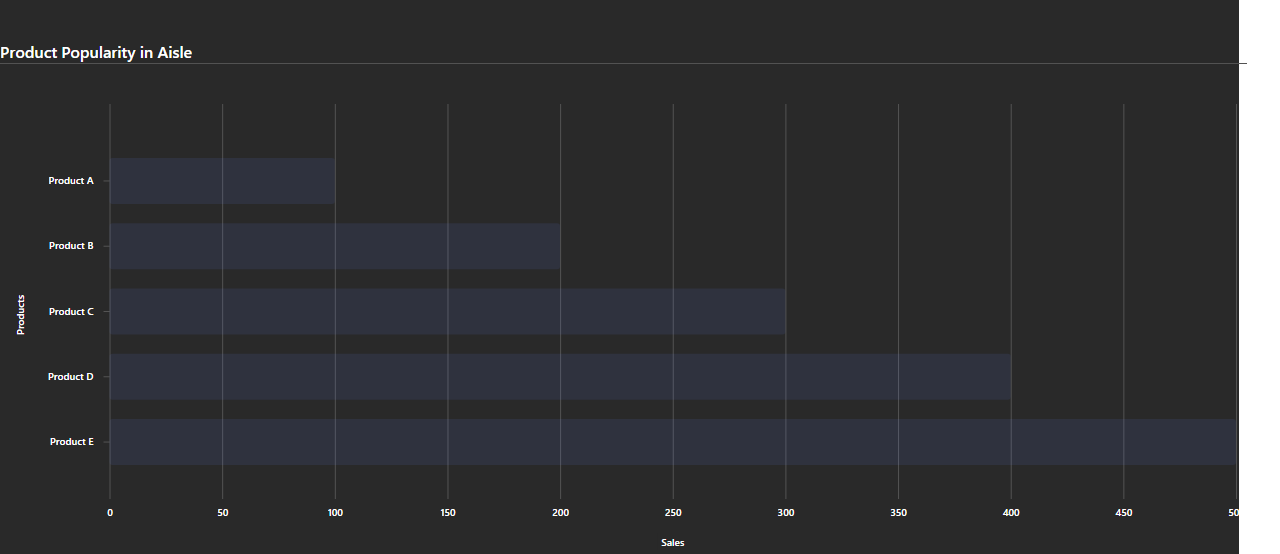 Product Popularity in Aisle
Product A
Product B
Product C
Product D
Product E
Products
0 50 100 150 200 250 300 350 400 450 50
Sales